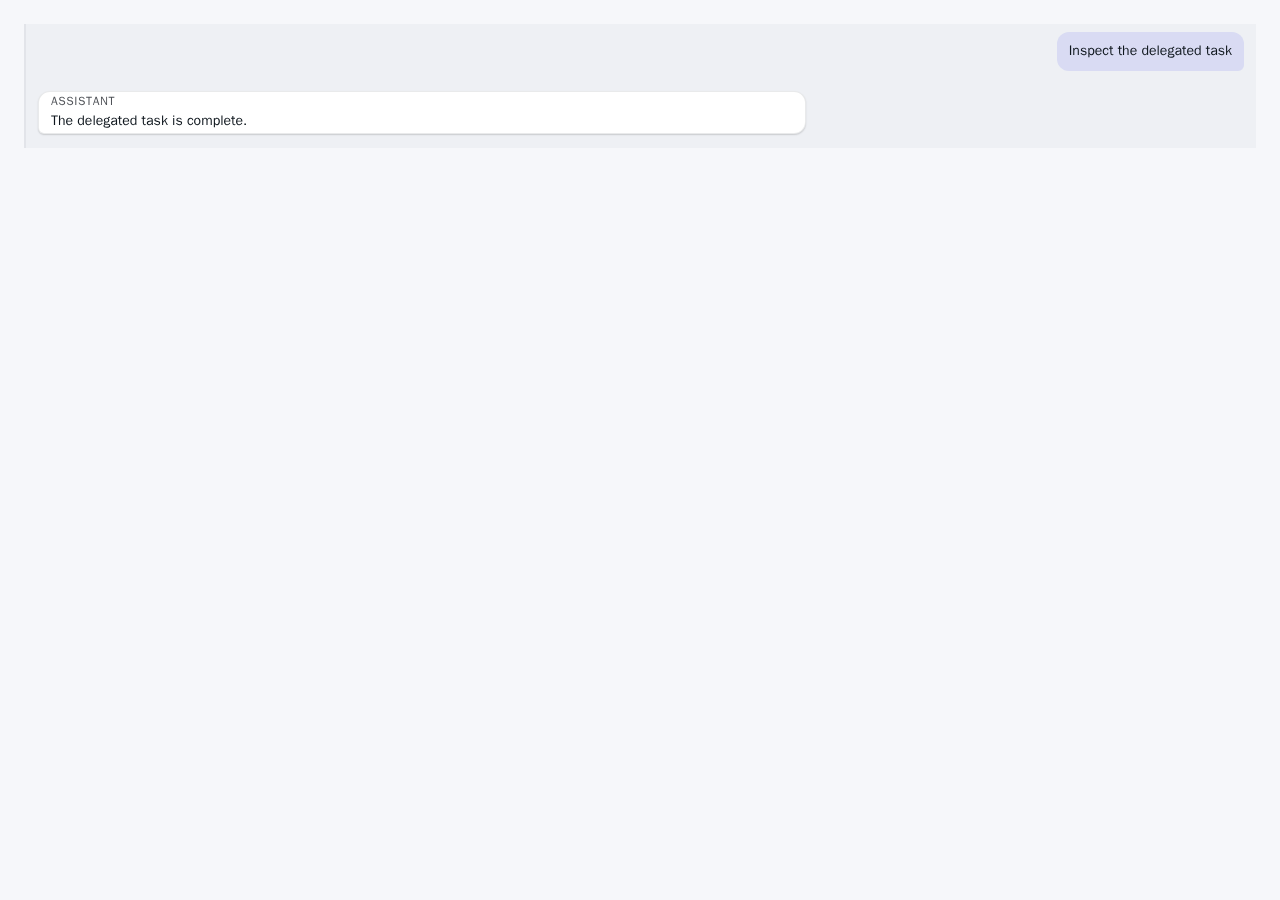 Inspect the delegated task
ASSISTANT
The delegated task is complete.